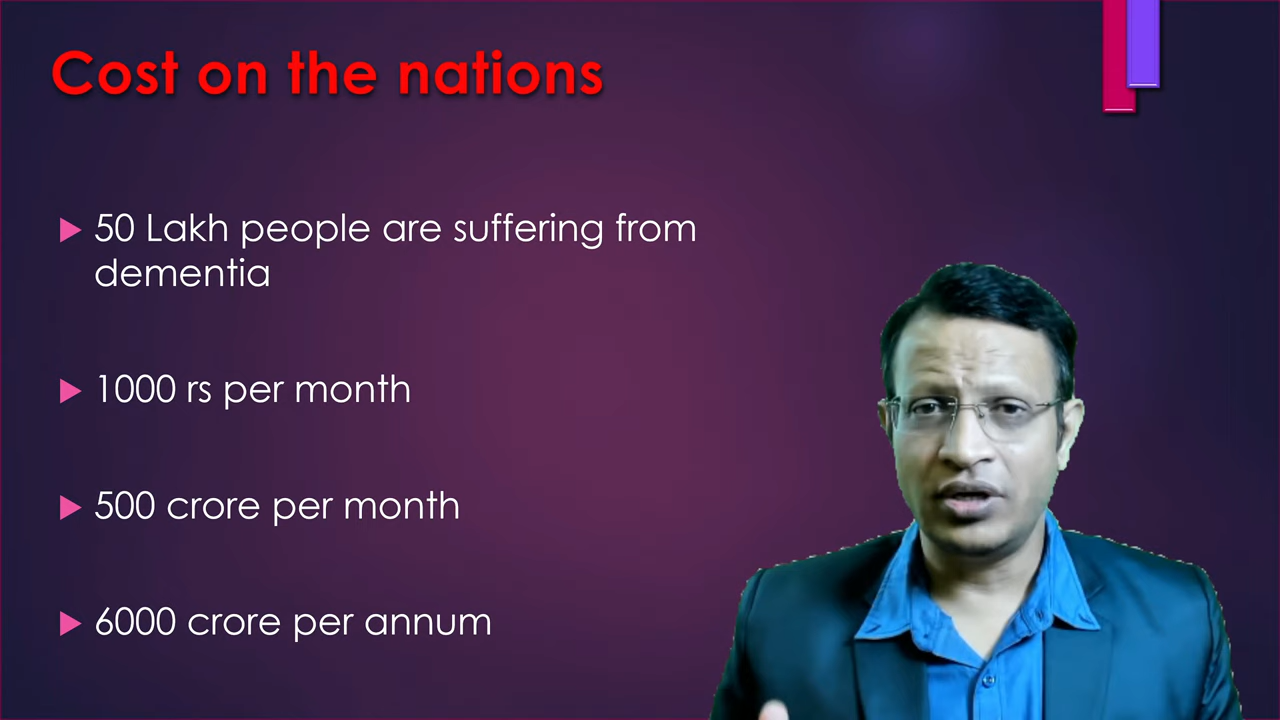 Cost on the nations
50 Lakh people are suffering from
dementia
1000 rs per month
500 crore per month
6000 crore per annum